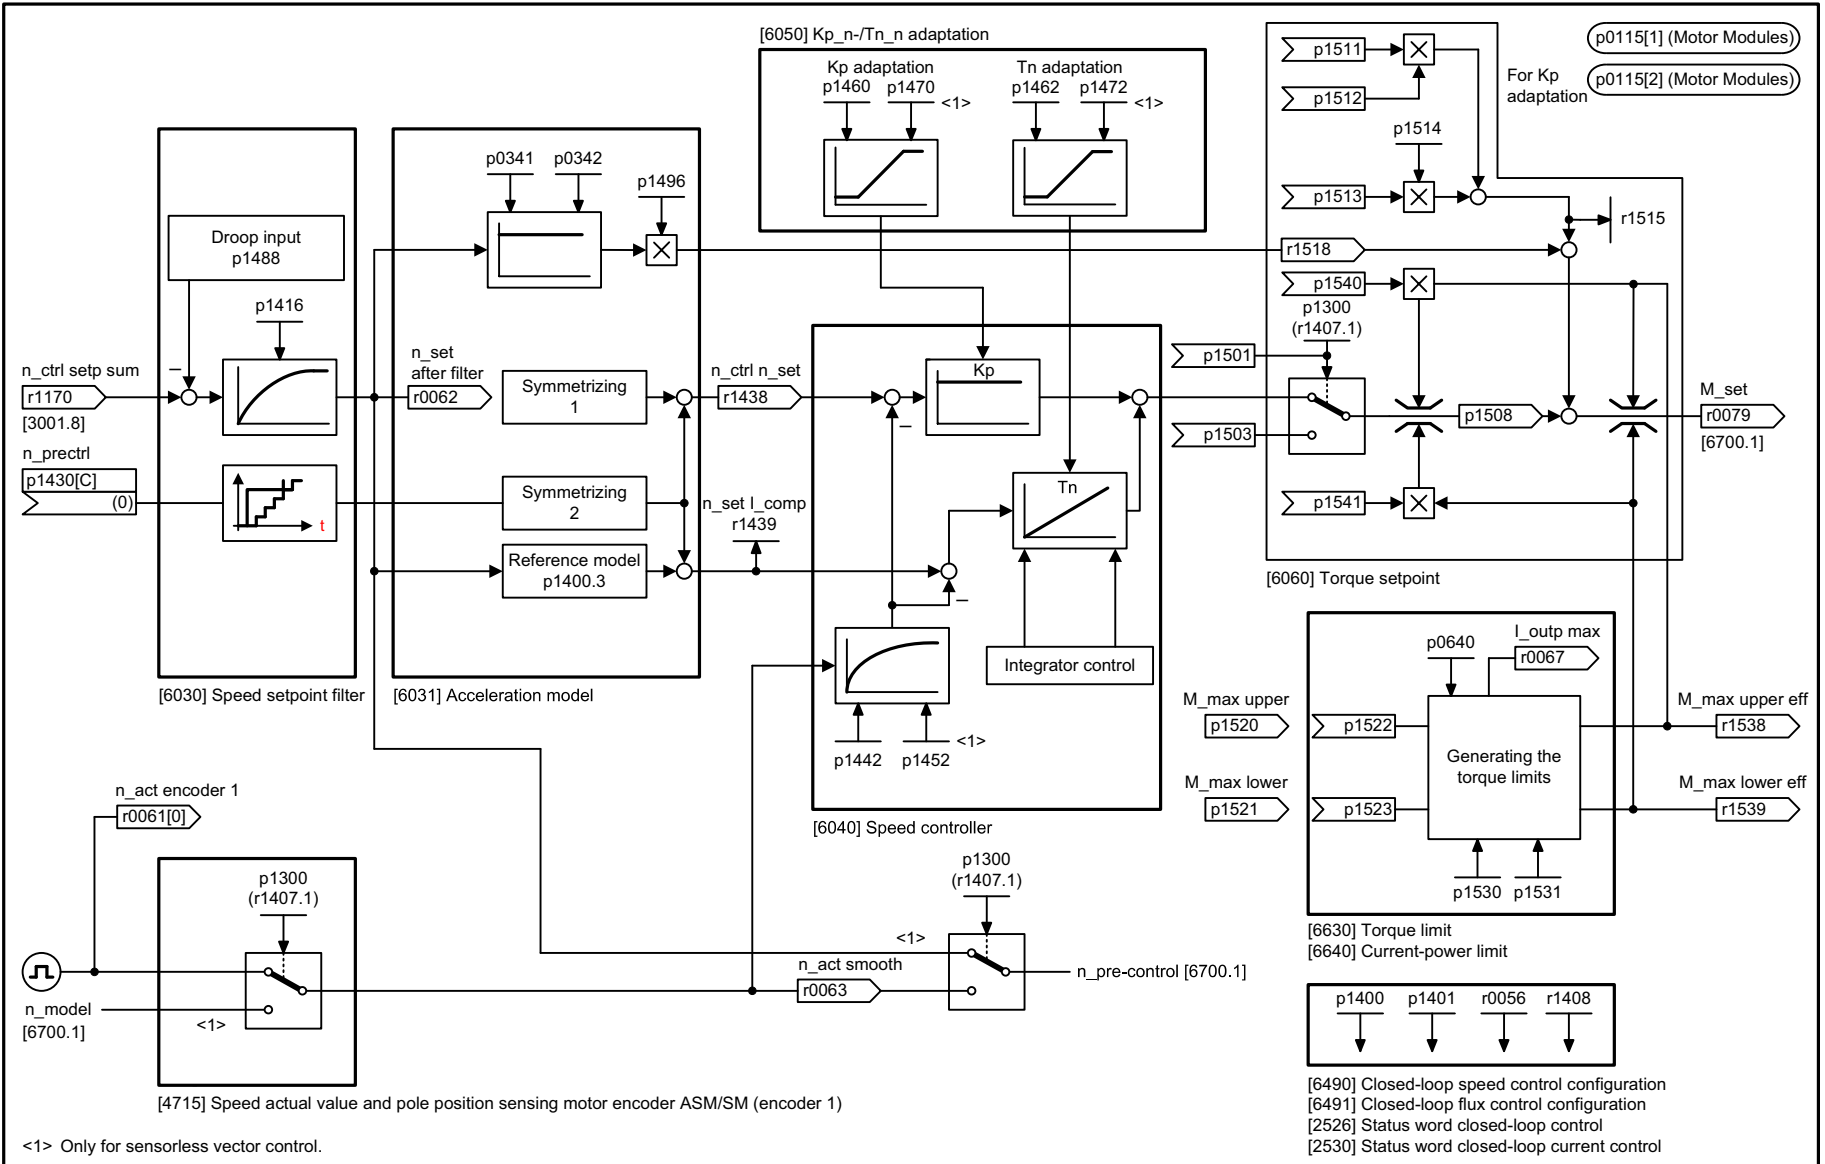 [6050] Kp_n-/Tn_n adaptation
Kp adaptation
p1460 p1470 <1>
Tn adaptation
p1462 p1472 <1>
p1511
p1512
For Kp
adaptation
p0115[1] (Motor Modules)
p0115[2] (Motor Modules)
p1514
p1513
r1515
r1518
p1540
p1300
(r1407.1)
p1501
p1503
p1508
M_set
r0079
[6700.1]
p1541
[6060] Torque setpoint
Droop input
p1488
p1416
n_ctrl setp sum
r1170
[3001.8]
n_prectrl
p1430[C]
(0)
t
[6030] Speed setpoint filter
p0341 p0342
p1496
n_set
after filter
r0062
Symmetrizing
1
Symmetrizing
2
Reference model
p1400.3
[6031] Acceleration model
n_ctrl n_set
r1438
n_set I_comp
r1439
–
–
–
Kp
Tn
Integrator control
p1442 p1452 <1>
[6040] Speed controller
M_max upper
p1520
M_max lower
p1521
p1522
p1523
p0640
I_outp max
r0067
Generating the
torque limits
p1530 p1531
M_max upper eff
r1538
M_max lower eff
r1539
[6630] Torque limit
[6640] Current-power limit
n_act encoder 1
r0061[0]
p1300
(r1407.1)
n_model
[6700.1]
<1>
[4715] Speed actual value and pole position sensing motor encoder ASM/SM (encoder 1)
n_act smooth
r0063
<1>
p1300
(r1407.1)
n_pre-control [6700.1]
p1400 p1401 r0056 r1408
[6490] Closed-loop speed control configuration
[6491] Closed-loop flux control configuration
[2526] Status word closed-loop control
[2530] Status word closed-loop current control
<1> Only for sensorless vector control.